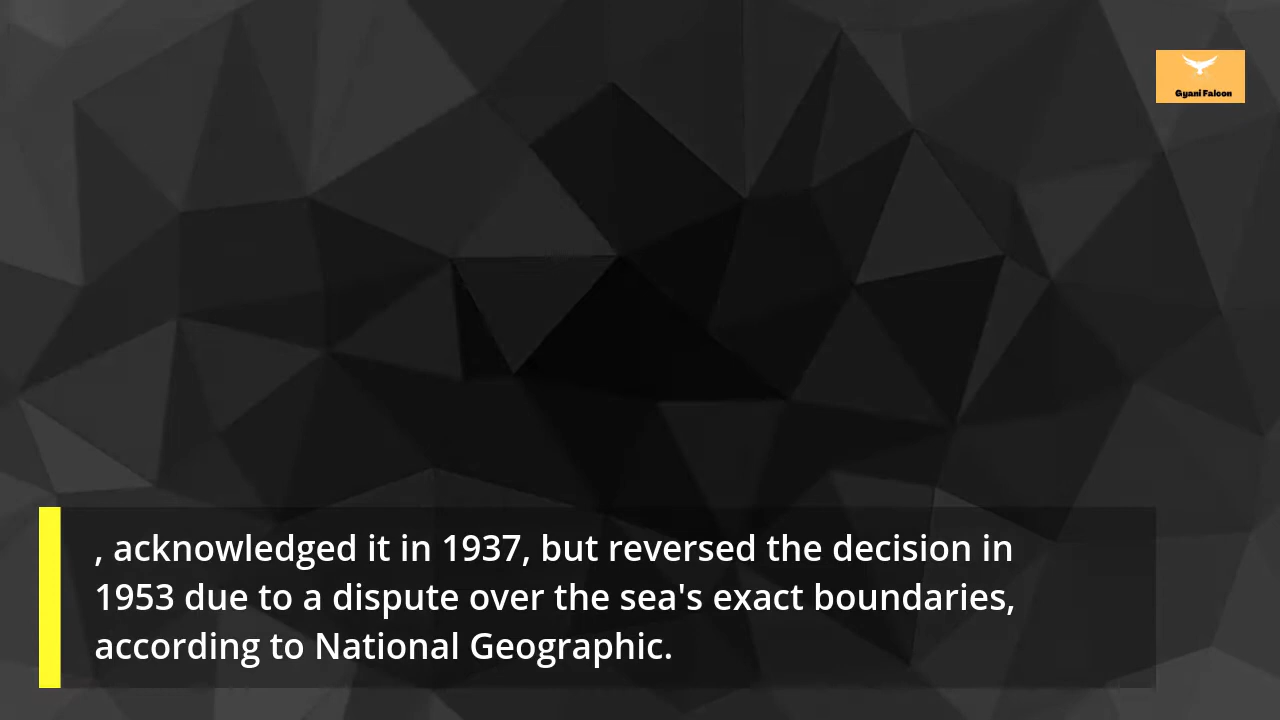 Gyani Falcon
, acknowledged it in 1937, but reversed the decision in
1953 due to a dispute over the sea's exact boundaries,
according to National Geographic.